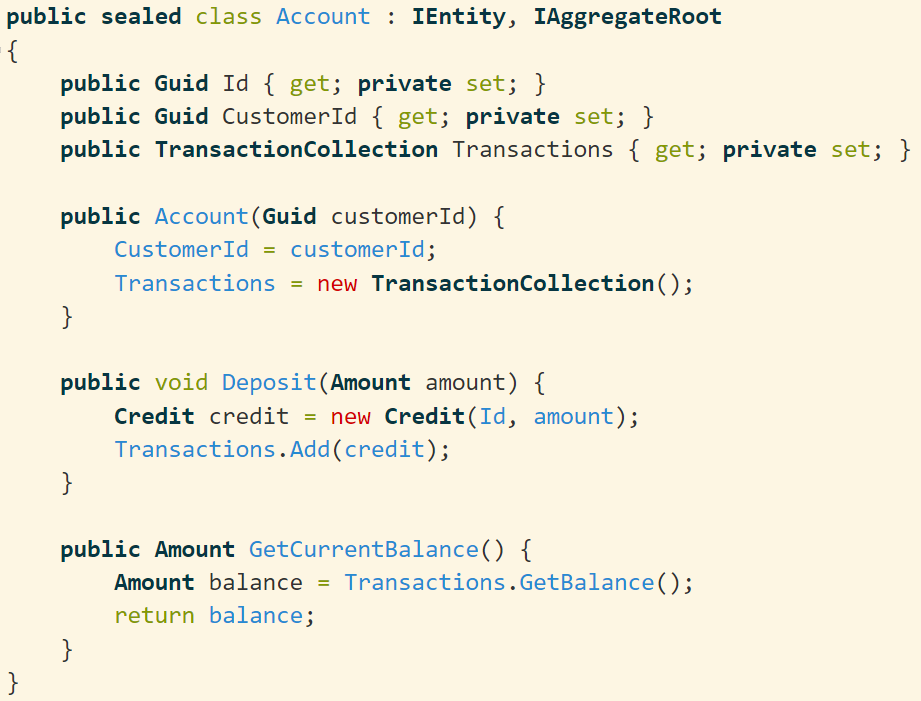 public sealed class Account : IEntity, IAggregateRoot
{
    public Guid Id { get; private set; }
    public Guid CustomerId { get; private set; }
    public TransactionCollection Transactions { get; private set; }

    public Account(Guid customerId) {
        CustomerId = customerId;
        Transactions = new TransactionCollection();
    }

    public void Deposit(Amount amount) {
        Credit credit = new Credit(Id, amount);
        Transactions.Add(credit);
    }

    public Amount GetCurrentBalance() {
        Amount balance = Transactions.GetBalance();
        return balance;
    }
}